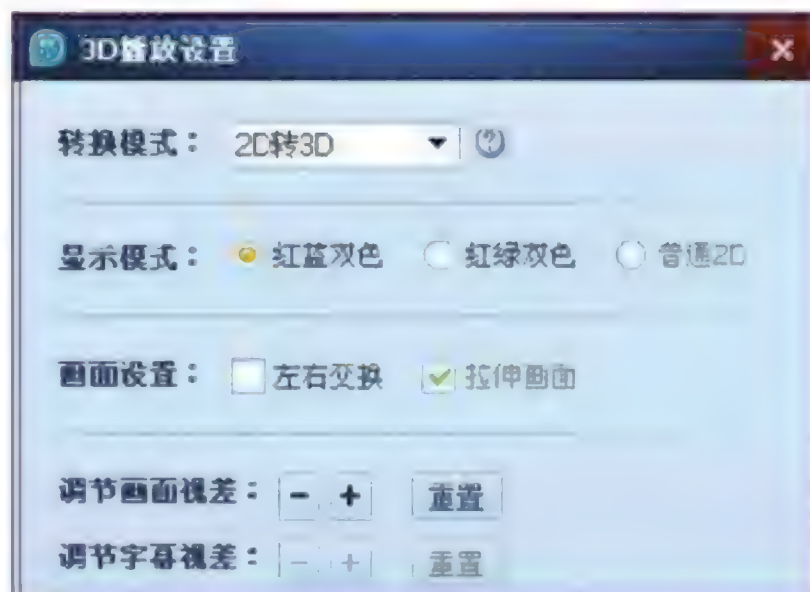 3D播放设置
转换模式： 2D转3D
显示模式： 红蓝双色 红绿双色 普通2D
画面设置： 左右交换 拉伸画面
调节画面视差： - + 重置
调节字幕视差： - + 重置